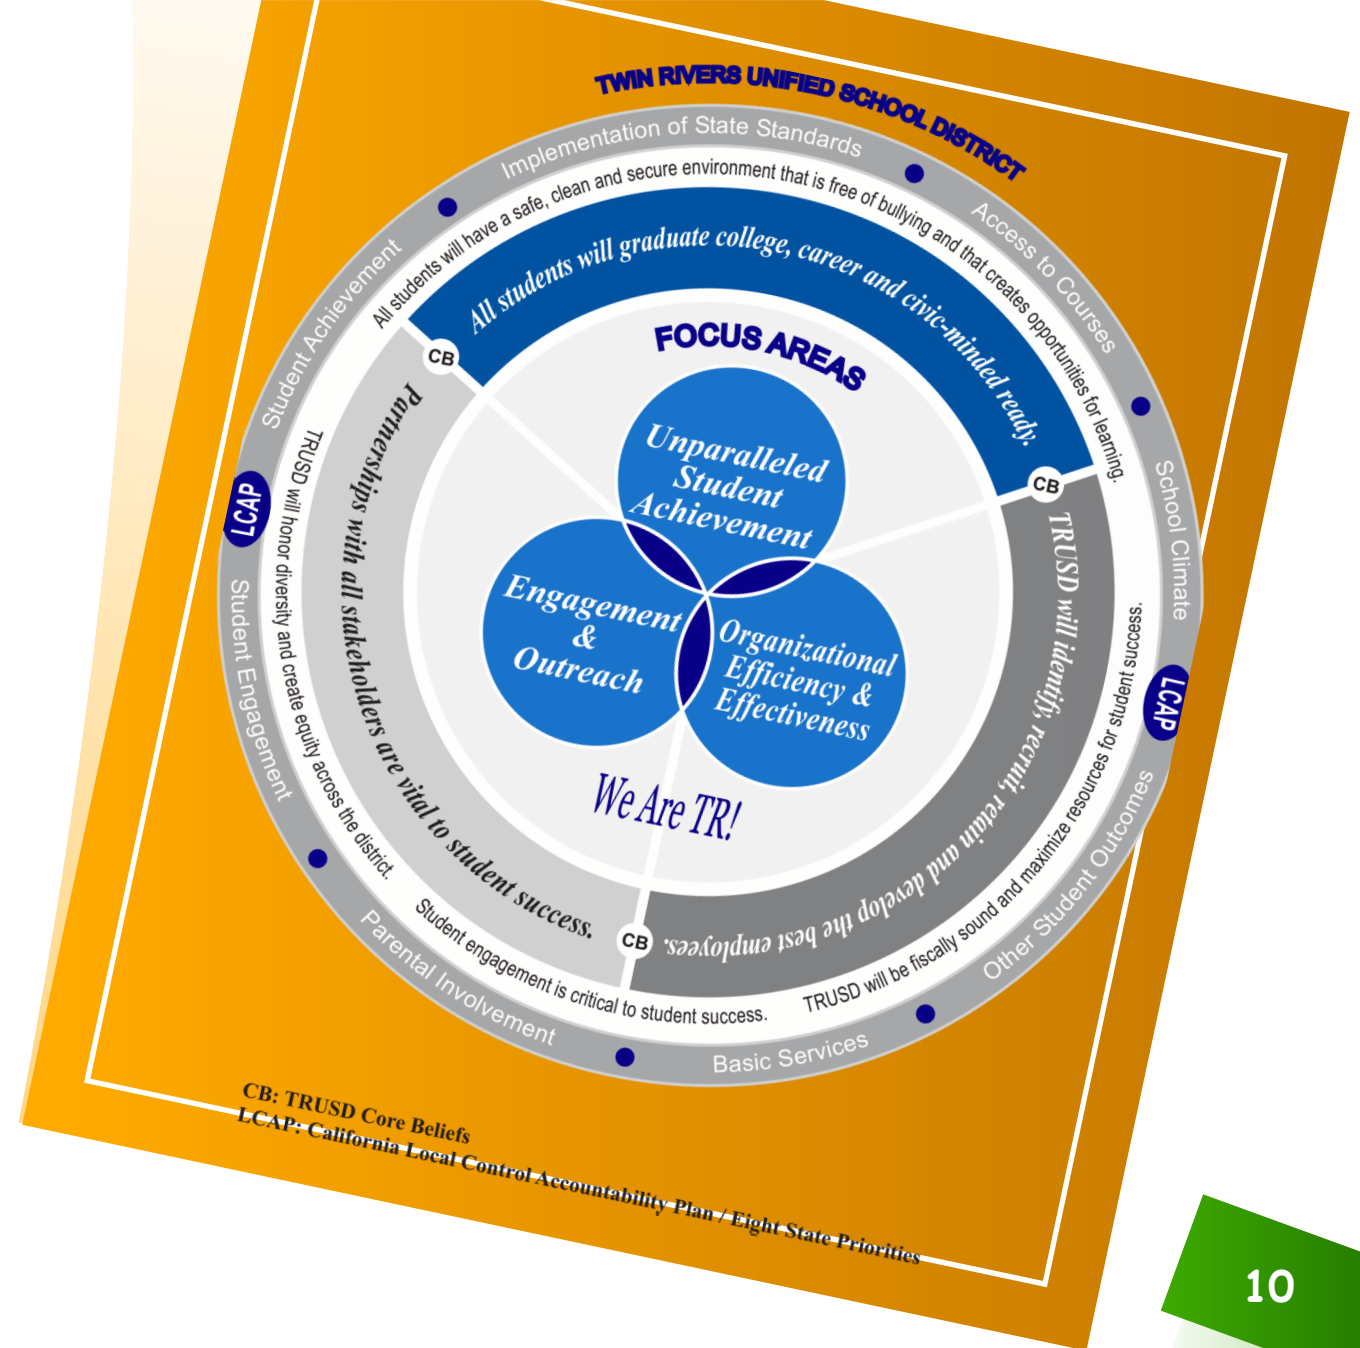 TWIN RIVERS UNIFIED SCHOOL DISTRICT
Implementation of State Standards
Access to Courses
School Climate
LCAP
Other Student Outcomes
Basic Services
Parental Involvement
Student Engagement
LCAP
Student Achievement
All students will have a safe, clean and secure environment that is free of bullying and that creates opportunities for learning.
TRUSD will be fiscally sound and maximize resources for student success.
Student engagement is critical to student success.
TRUSD will honor diversity and create equity across the district.
All students will graduate college, career and civic-minded ready.
CB
TRUSD will identify, recruit, retain and develop the best employees.
CB
Partnerships with all stakeholders are vital to student success.
CB
FOCUS AREAS
Unparalleled
Student
Achievement
Engagement
&
Outreach
Organizational
Efficiency &
Effectiveness
We Are TR!
CB: TRUSD Core Beliefs
LCAP: California Local Control Accountability Plan / Eight State Priorities
10